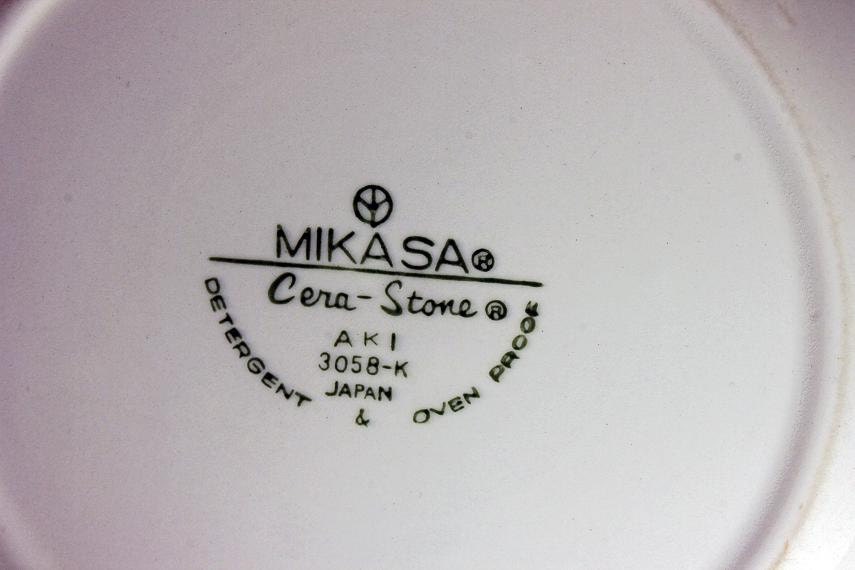 MIKASA®
Cera-Stone®
AKI
3058-K
JAPAN
DETERGENT & OVEN PROOF